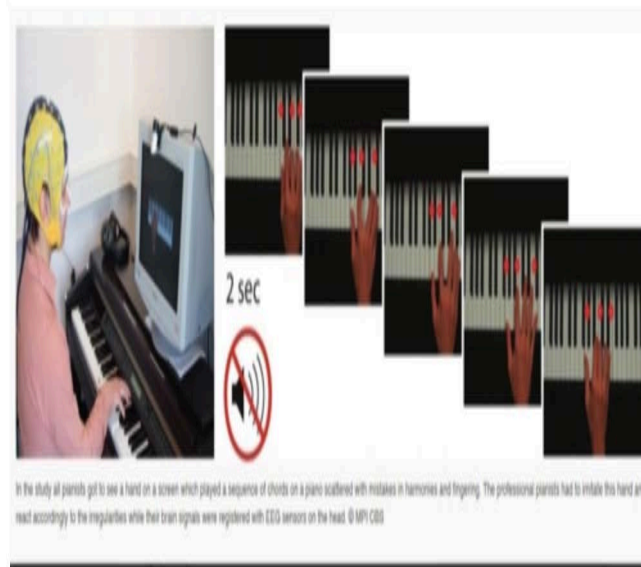 2 sec
In the study all pianists got to see a hand on a screen which played a sequence of chords on a piano scattered with mistakes in harmonies and fingering. The professional pianists had to imitate this hand an
react accordingly to the irregularities while their brain signals were registered with EEG sensors on the head. © MPI CBS